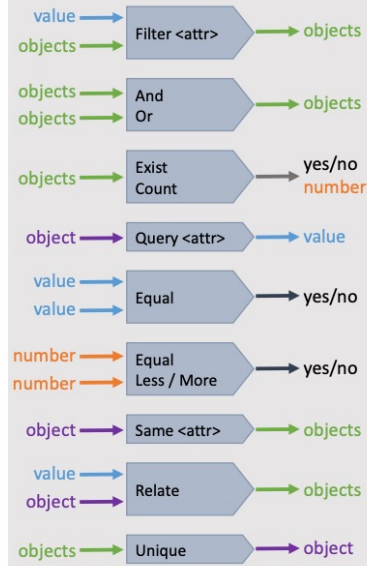 value
objects
Filter <attr>
objects
objects
objects
And
Or
objects
objects
Exist
Count
yes/no
number
object
Query <attr>
value
value
value
Equal
yes/no
number
number
Equal
Less / More
yes/no
object
Same <attr>
objects
value
object
Relate
objects
objects
Unique
object